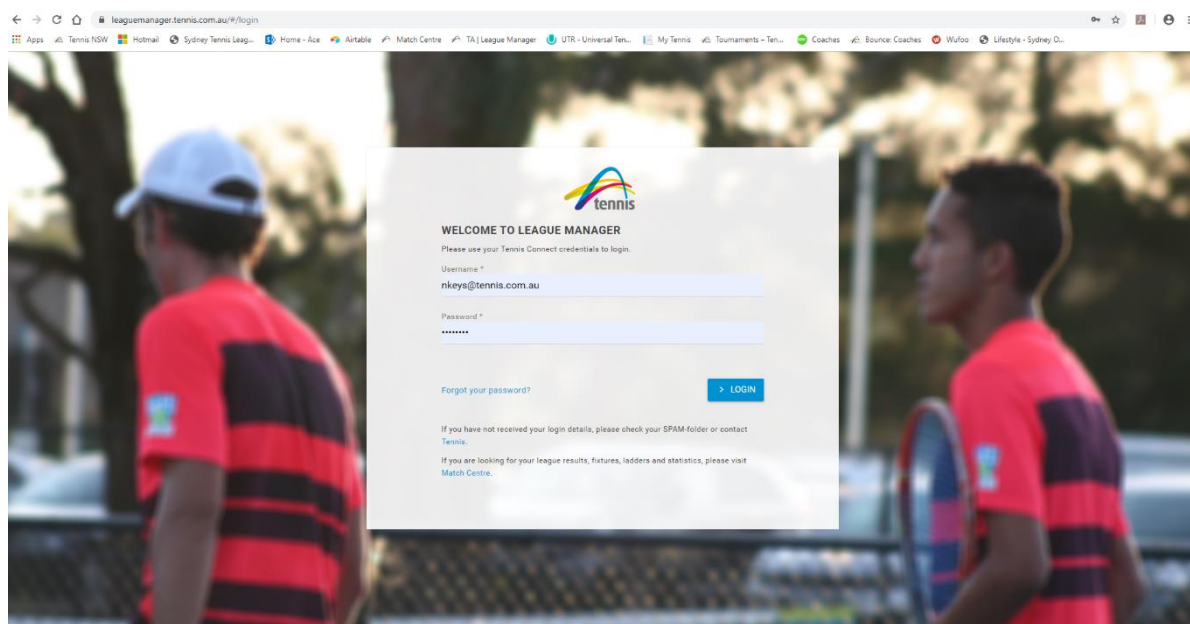 leaguemanager.tennis.com.au/#/login
Apps Tennis NSW Hotmail Sydney Tennis Leag... Home - Ace Airtable Match Centre TA | League Manager UTR - Universal Ten... My Tennis Tournaments – Ten... Coaches Bounce: Coaches Wufoo Lifestyle - Sydney O...
tennis
WELCOME TO LEAGUE MANAGER
Please use your Tennis Connect credentials to login.
Username *
nkeys@tennis.com.au
Password *
••••••••
Forgot your password?
> LOGIN
If you have not received your login details, please check your SPAM-folder or contact
Tennis.
If you are looking for your league results, fixtures, ladders and statistics, please visit
Match Centre.